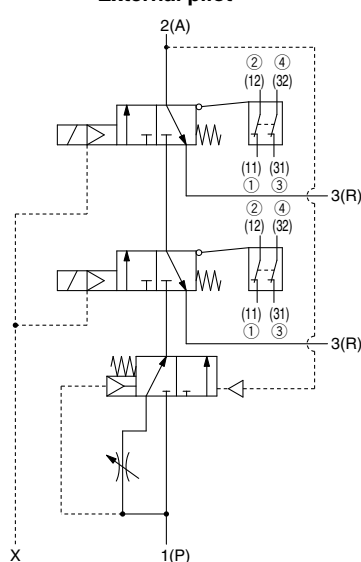 External pilot
2(A)
② ④
(12) (32)
(11) (31)
① ③
3(R)
② ④
(12) (32)
(11) (31)
① ③
3(R)
X
1(P)